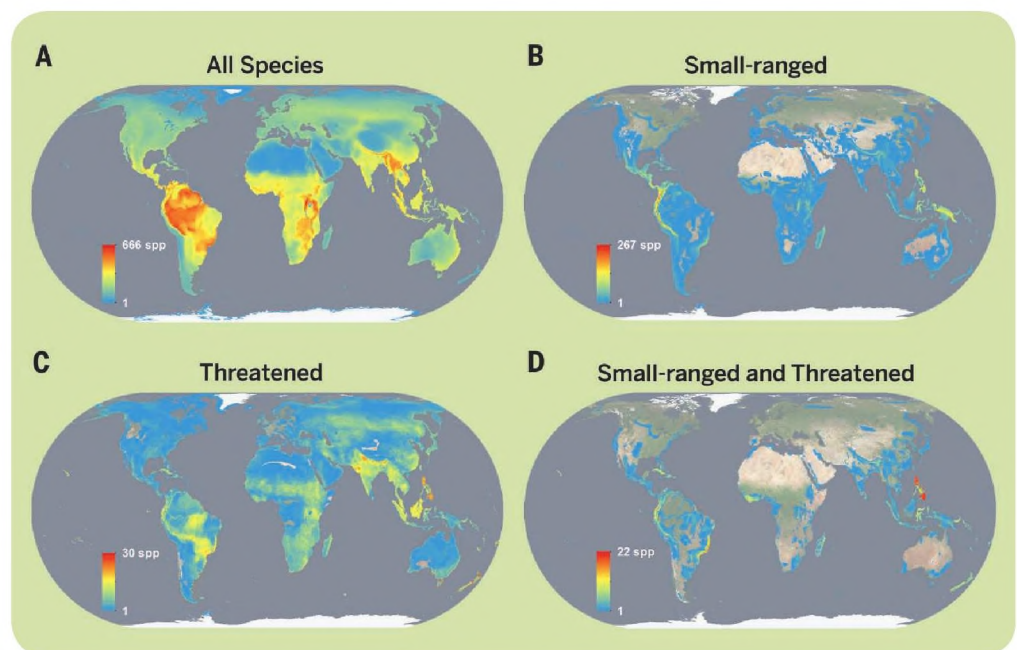 A
All Species
666 spp
1
B
Small-ranged
267 spp
1
C
Threatened
30 spp
1
D
Small-ranged and Threatened
22 spp
1